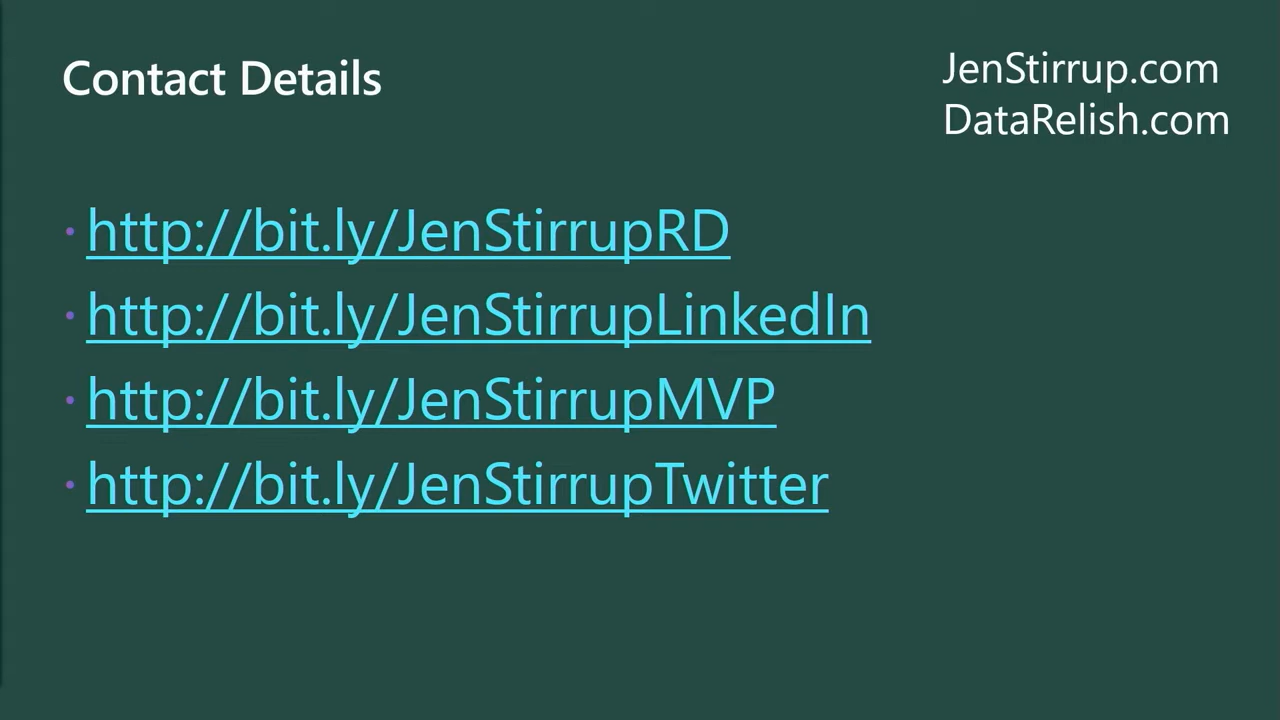 Contact Details
JenStirrup.com
DataRelish.com
• http://bit.ly/JenStirrupRD
• http://bit.ly/JenStirrupLinkedIn
• http://bit.ly/JenStirrupMVP
• http://bit.ly/JenStirrupTwitter